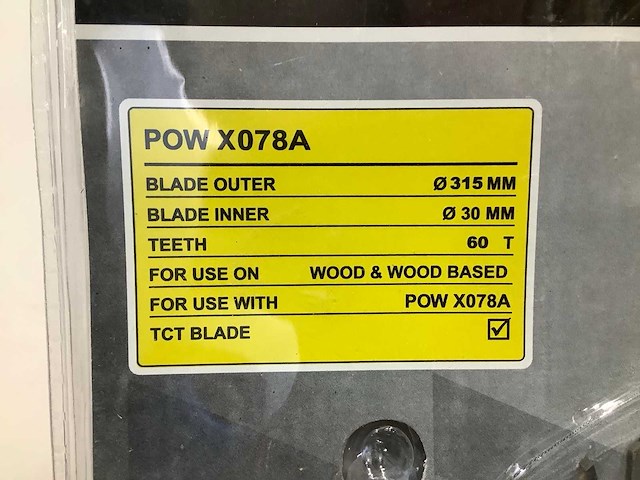 POW X078A
BLADE OUTER Ø 315 MM
BLADE INNER Ø 30 MM
TEETH 60 T
FOR USE ON WOOD & WOOD BASED
FOR USE WITH POW X078A
TCT BLADE ☑